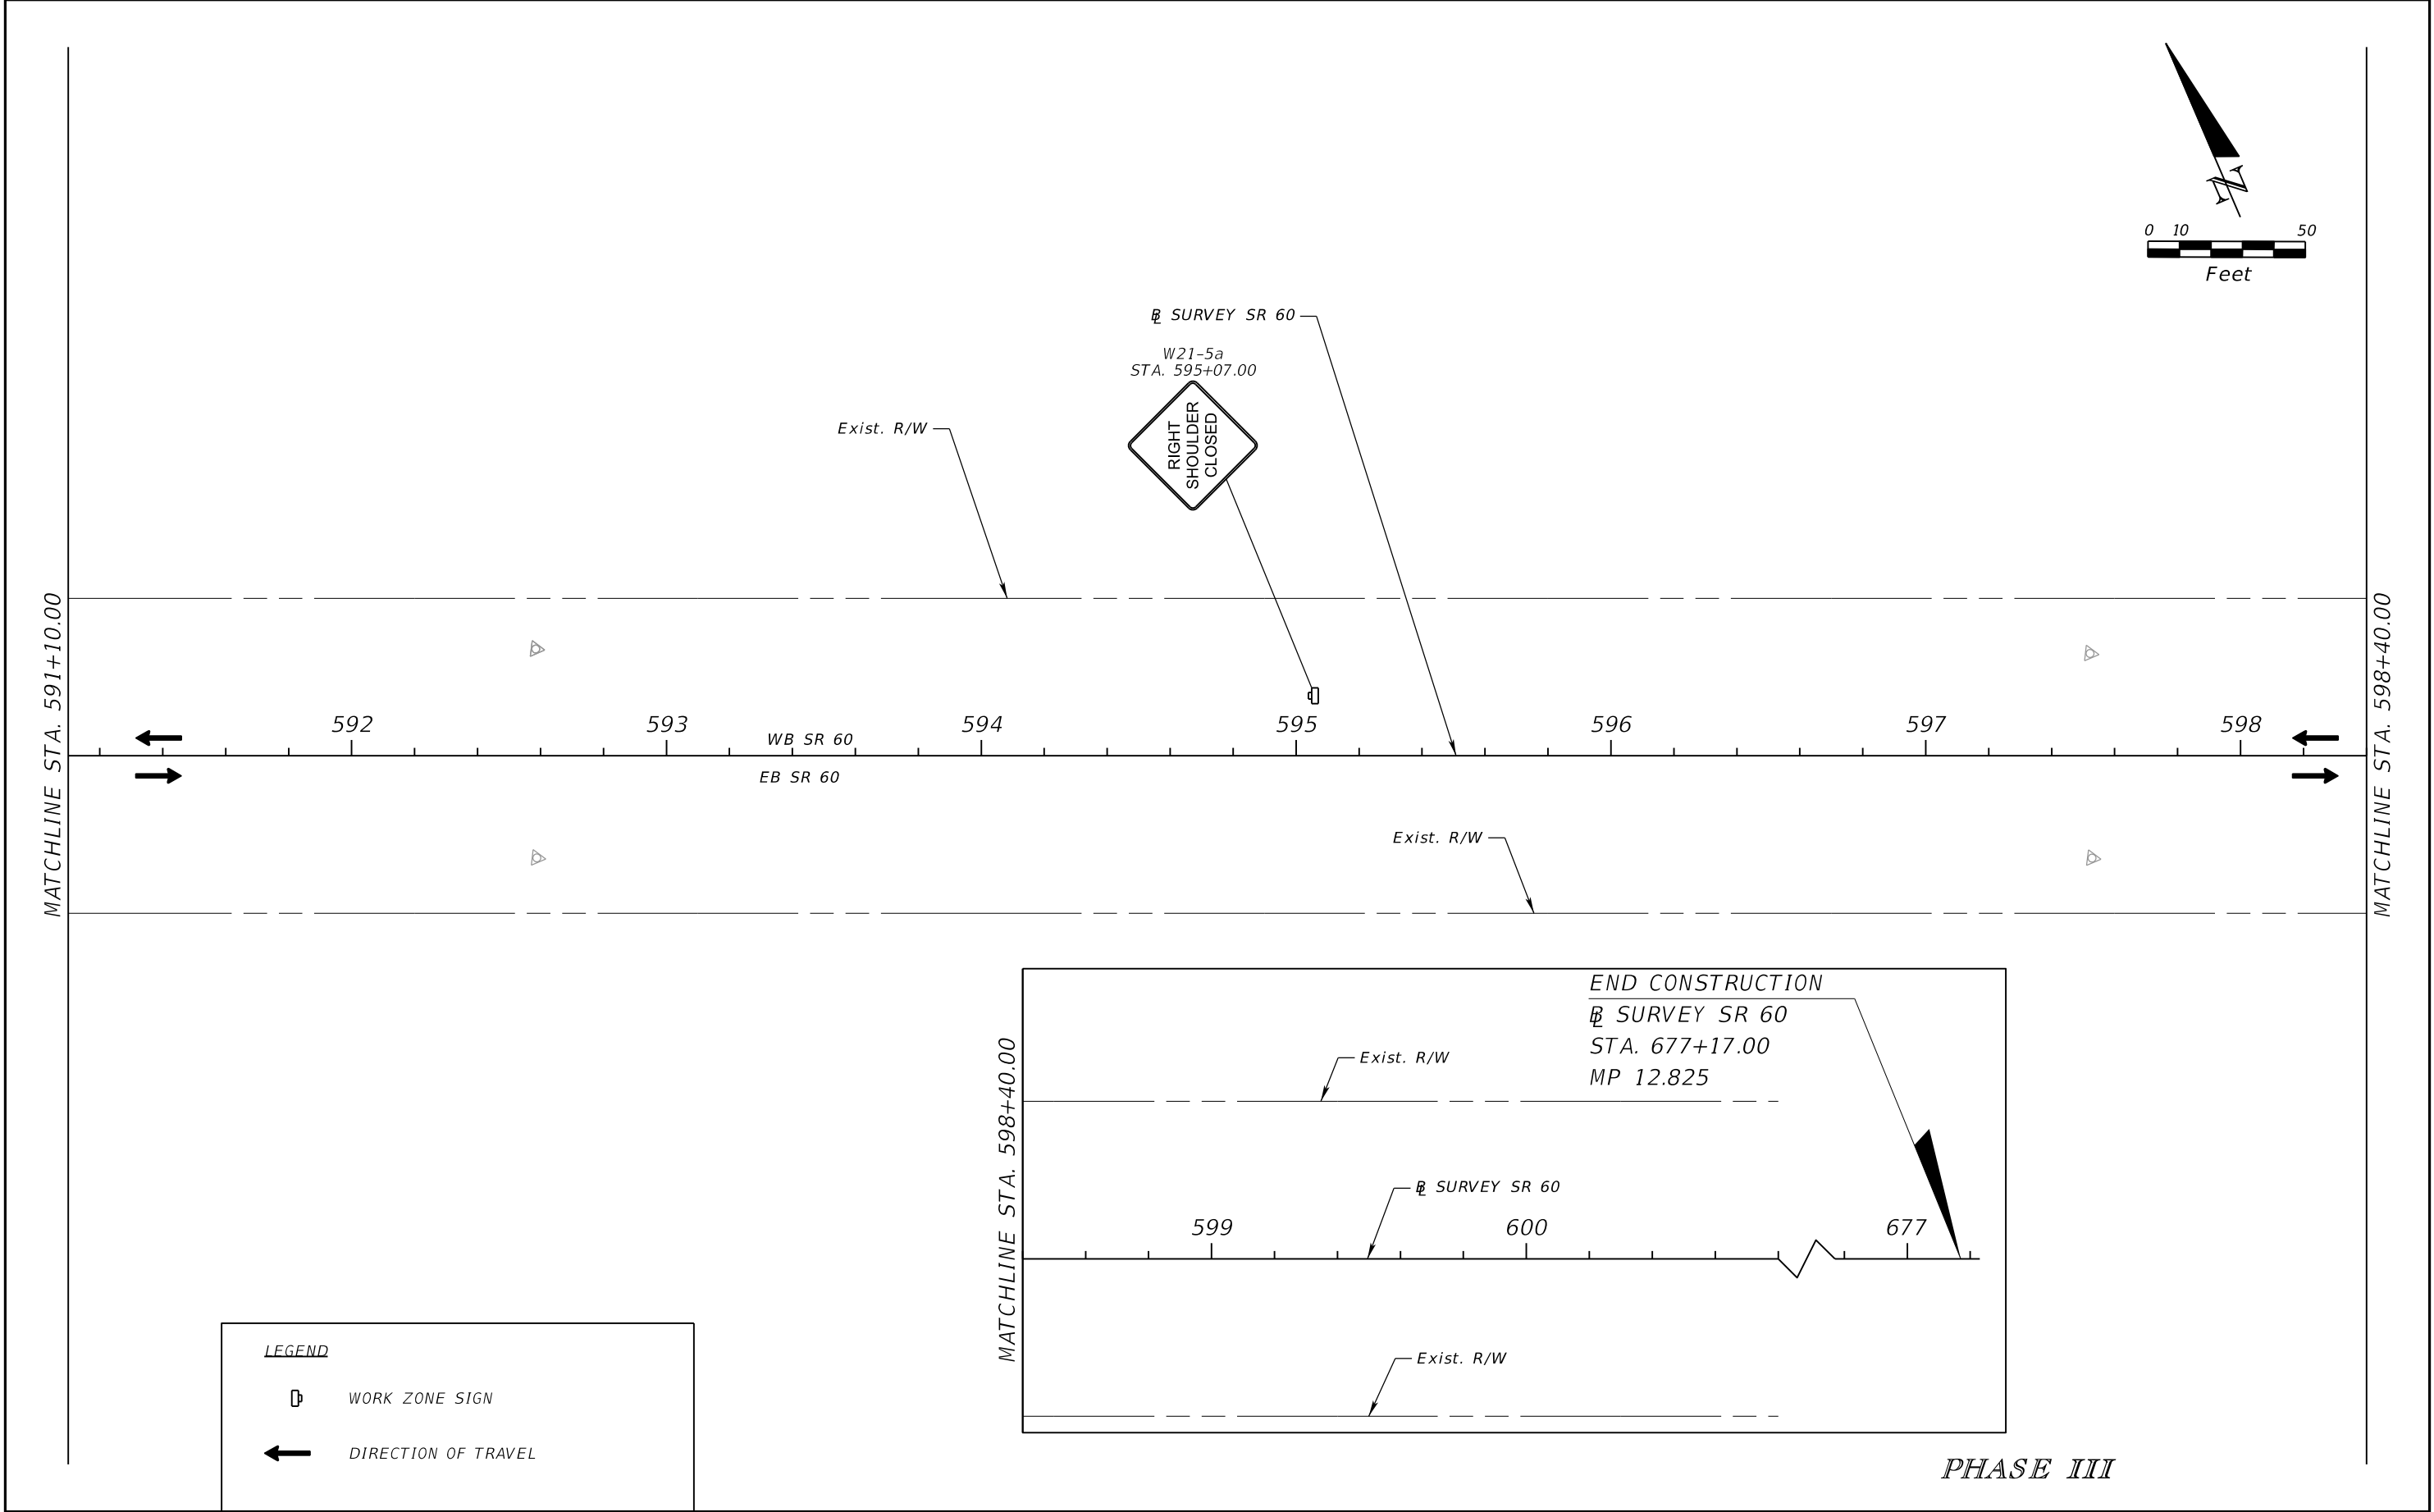 0 10 50
Feet
℄ SURVEY SR 60
W21-5a
STA. 595+07.00
RIGHT
SHOULDER
CLOSED
Exist. R/W
MATCHLINE STA. 591+10.00
592 593 594 595 596 597 598
WB SR 60
EB SR 60
Exist. R/W
MATCHLINE STA. 598+40.00
END CONSTRUCTION
℄ SURVEY SR 60
STA. 677+17.00
MP 12.825
Exist. R/W
MATCHLINE STA. 598+40.00
℄ SURVEY SR 60
599 600 677
Exist. R/W
LEGEND
WORK ZONE SIGN
DIRECTION OF TRAVEL
PHASE III
N